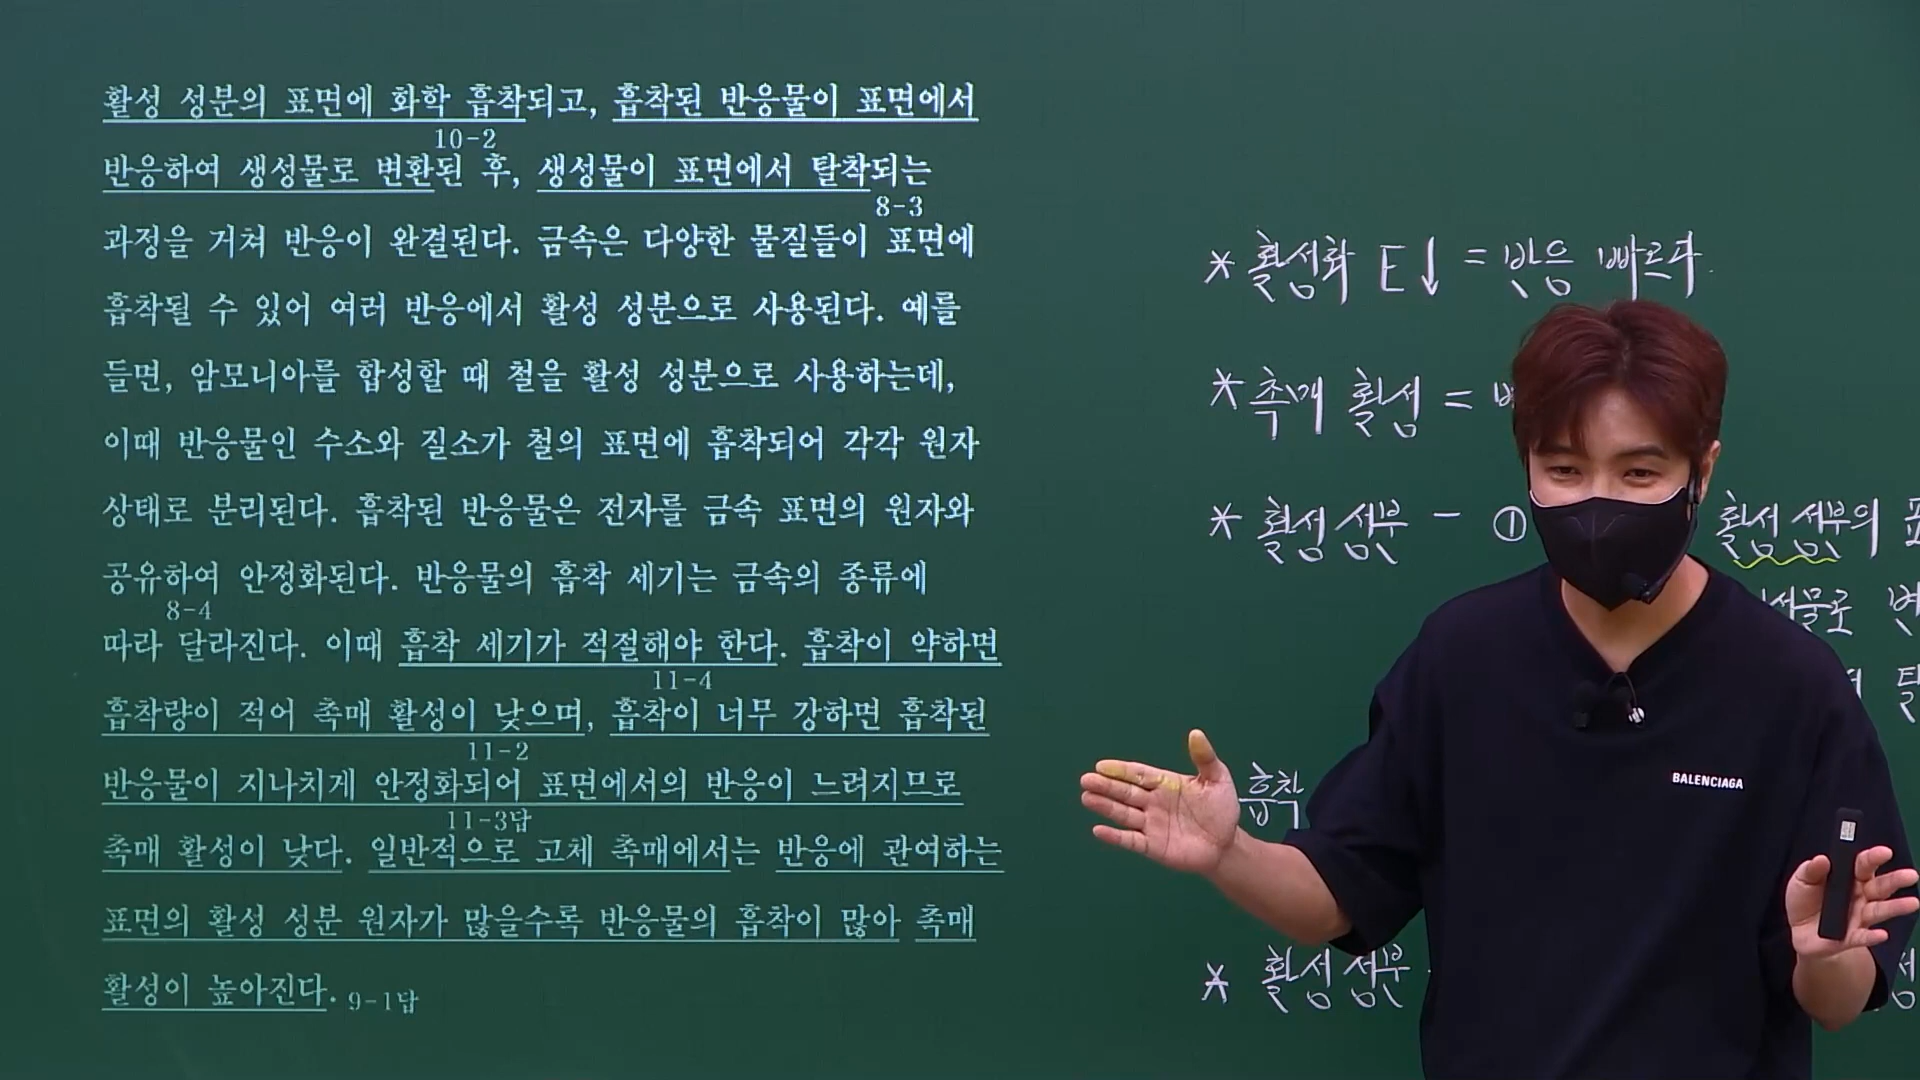 활성 성분의 표면에 화학 흡착되고, 흡착된 반응물이 표면에서
10-2
반응하여 생성물로 변환된 후, 생성물이 표면에서 탈착되는
8-3
과정을 거쳐 반응이 완결된다. 금속은 다양한 물질들이 표면에
흡착될 수 있어 여러 반응에서 활성 성분으로 사용된다. 예를
들면, 암모니아를 합성할 때 철을 활성 성분으로 사용하는데,
이때 반응물인 수소와 질소가 철의 표면에 흡착되어 각각 원자
상태로 분리된다. 흡착된 반응물은 전자를 금속 표면의 원자와
공유하여 안정화된다. 반응물의 흡착 세기는 금속의 종류에
8-4
따라 달라진다. 이때 흡착 세기가 적절해야 한다. 흡착이 약하면
11-4
흡착량이 적어 촉매 활성이 낮으며, 흡착이 너무 강하면 흡착된
11-2
반응물이 지나치게 안정화되어 표면에서의 반응이 느려지므로
11-3답
촉매 활성이 낮다. 일반적으로 고체 촉매에서는 반응에 관여하는
표면의 활성 성분 원자가 많을수록 반응물의 흡착이 많아 촉매
활성이 높아진다. 9-1답
* 활성화 E↓ = 반응 빠르다.
* 촉매 활성 =
* 활성 성분 - ① 활성 성분의
흡착
* 활성 성분
BALENCIAGA